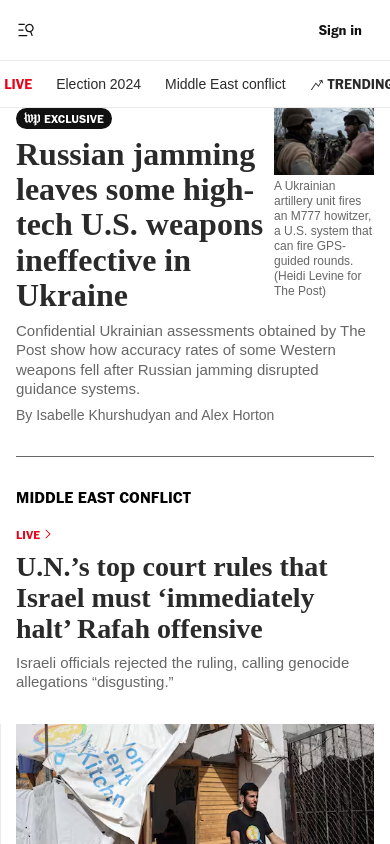 Sign in
LIVE Election 2024 Middle East conflict TRENDING
wp EXCLUSIVE
Russian jamming
leaves some high-
tech U.S. weapons
ineffective in
Ukraine
A Ukrainian
artillery unit fires
an M777 howitzer,
a U.S. system that
can fire GPS-
guided rounds.
(Heidi Levine for
The Post)
Confidential Ukrainian assessments obtained by The
Post show how accuracy rates of some Western
weapons fell after Russian jamming disrupted
guidance systems.
By Isabelle Khurshudyan and Alex Horton
MIDDLE EAST CONFLICT
LIVE
U.N.’s top court rules that
Israel must ‘immediately
halt’ Rafah offensive
Israeli officials rejected the ruling, calling genocide
allegations “disgusting.”